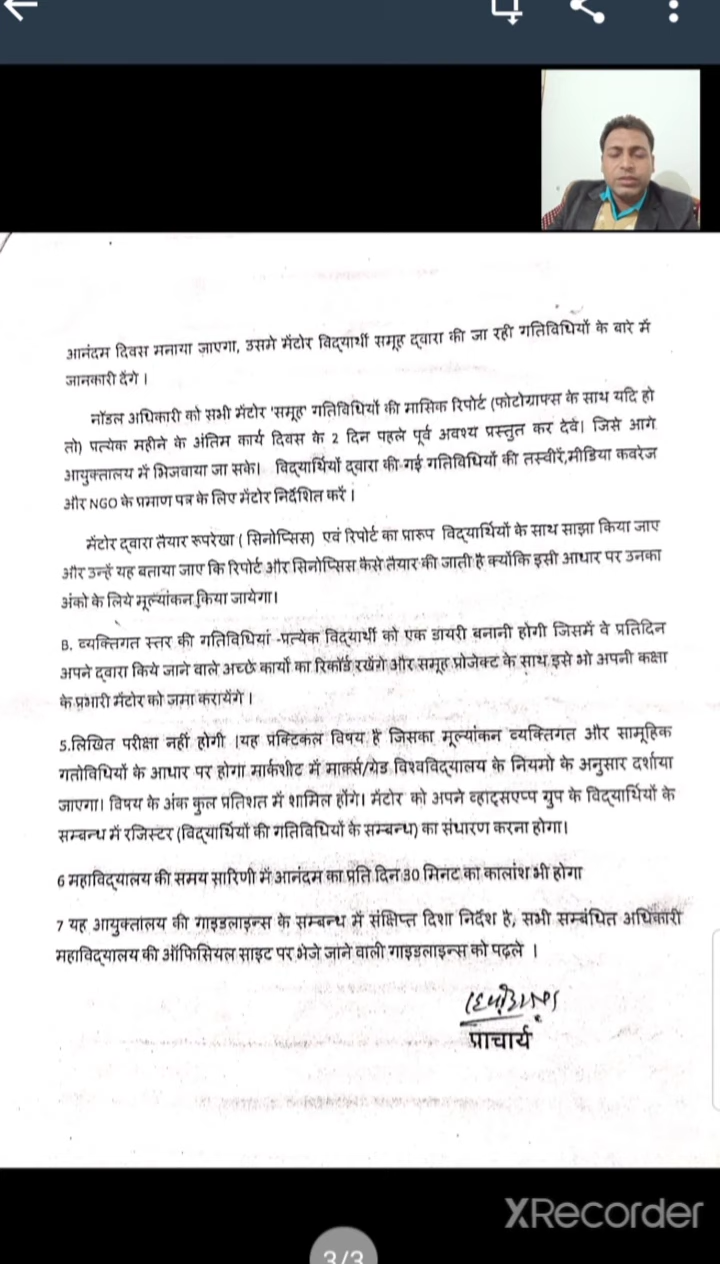 आनंदम दिवस मनाया जाएगा, उसमे मेंटोर विद्यार्थी समूह द्वारा की जा रही गतिविधियों के बारे में
जानकारी देंगे ।
नॉडल अधिकारी को सभी मेंटोर 'समूह' गतिविधियों की मासिक रिपोर्ट (फोटोग्राफ्स के साथ यदि हो
तो) प्रत्येक महीने के अंतिम कार्य दिवस के 2 दिन पहले पूर्व अवश्य प्रस्तुत कर देवें। जिसे आगे
आयुक्तालय में भिजवाया जा सके। विद्यार्थियों द्वारा की गई गतिविधियों की तस्वीरें,मीडिया कवरेज
और NGO के प्रमाण पत्र के लिए मेंटोर निर्देशित करें ।
मेंटोर द्वारा तैयार रूपरेखा ( सिनोप्सिस) एवं रिपोर्ट का प्रारूप विद्यार्थियों के साथ साझा किया जाए
और उन्हें यह बताया जाए कि रिपोर्ट और सिनोप्सिस कैसे तैयार की जाती है क्योंकि इसी आधार पर उनका
अंको के लिये मूल्यांकन किया जायेगा।
B. व्यक्तिगत स्तर की गतिविधियां -प्रत्येक विद्यार्थी को एक डायरी बनानी होगी जिसमें वे प्रतिदिन
अपने द्वारा किये जाने वाले अच्छे कार्यो का रिकॉर्ड रखेंगे और समूह प्रोजेक्ट के साथ इसे भी अपनी कक्षा
के प्रभारी मेंटोर को जमा करायेंगे ।
5.लिखित परीक्षा नहीं होगी ।यह प्रक्टिकल विषय है जिसका मूल्यांकन व्यक्तिगत और सामूहिक
गतोविधियों के आधार पर होगा मार्कशीट में मार्क्स/ग्रेड विश्वविद्यालय के नियमो के अनुसार दर्शाया
जाएगा। विषय के अंक कुल प्रतिशत में शामिल होंगे। मेंटोर को अपने व्हाट्सएप्प ग्रुप के विद्यार्थियों के
सम्बन्ध में रजिस्टर (विद्यार्थियों की गतिविधियों के सम्बन्ध) का संधारण करना होगा।
6 महाविद्यालय की समय सारिणी में आनंदम का प्रति दिन 30 मिनट का कालांश भी होगा
7 यह आयुक्तालय की गाइडलाइन्स के सम्बन्ध में संक्षिप्त दिशा निर्देश है, सभी सम्बंधित अधिकारी
महाविद्यालय की ऑफिसियल साइट पर भेजे जाने वाली गाइडलाइन्स को पढ़ले ।
प्राचार्य
XRecorder
3/3